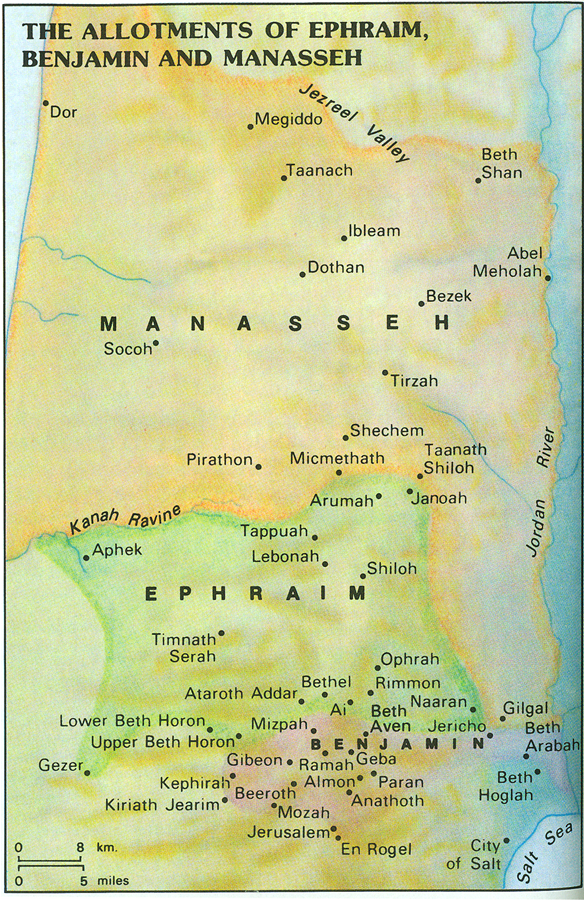 THE ALLOTMENTS OF EPHRAIM,
BENJAMIN AND MANASSEH
Dor
Megiddo
Jezreel Valley
Taanach
Beth
Shan
Ibleam
Dothan
Abel
Meholah
Bezek
MANASSEH
Socoh
Tirzah
Shechem
Pirathon
Micmethath
Taanath
Shiloh
Arumah
Janoah
Jordan River
Kanah Ravine
Tappuah
Aphek
Lebonah
Shiloh
EPHRAIM
Timnath
Serah
Ophrah
Bethel
Rimmon
Ataroth Addar
Ai
Naaran
Gilgal
Lower Beth Horon
Mizpah
Beth
Aven
Jericho
Beth
Arabah
Upper Beth Horon
BENJAMIN
Gezer
Gibeon
Ramah
Geba
Kephirah
Beeroth
Almon
Paran
Beth
Hoglah
Kiriath Jearim
Anathoth
Mozah
Jerusalem
En Rogel
City
of Salt
Salt Sea
0 8 km.
0 5 miles